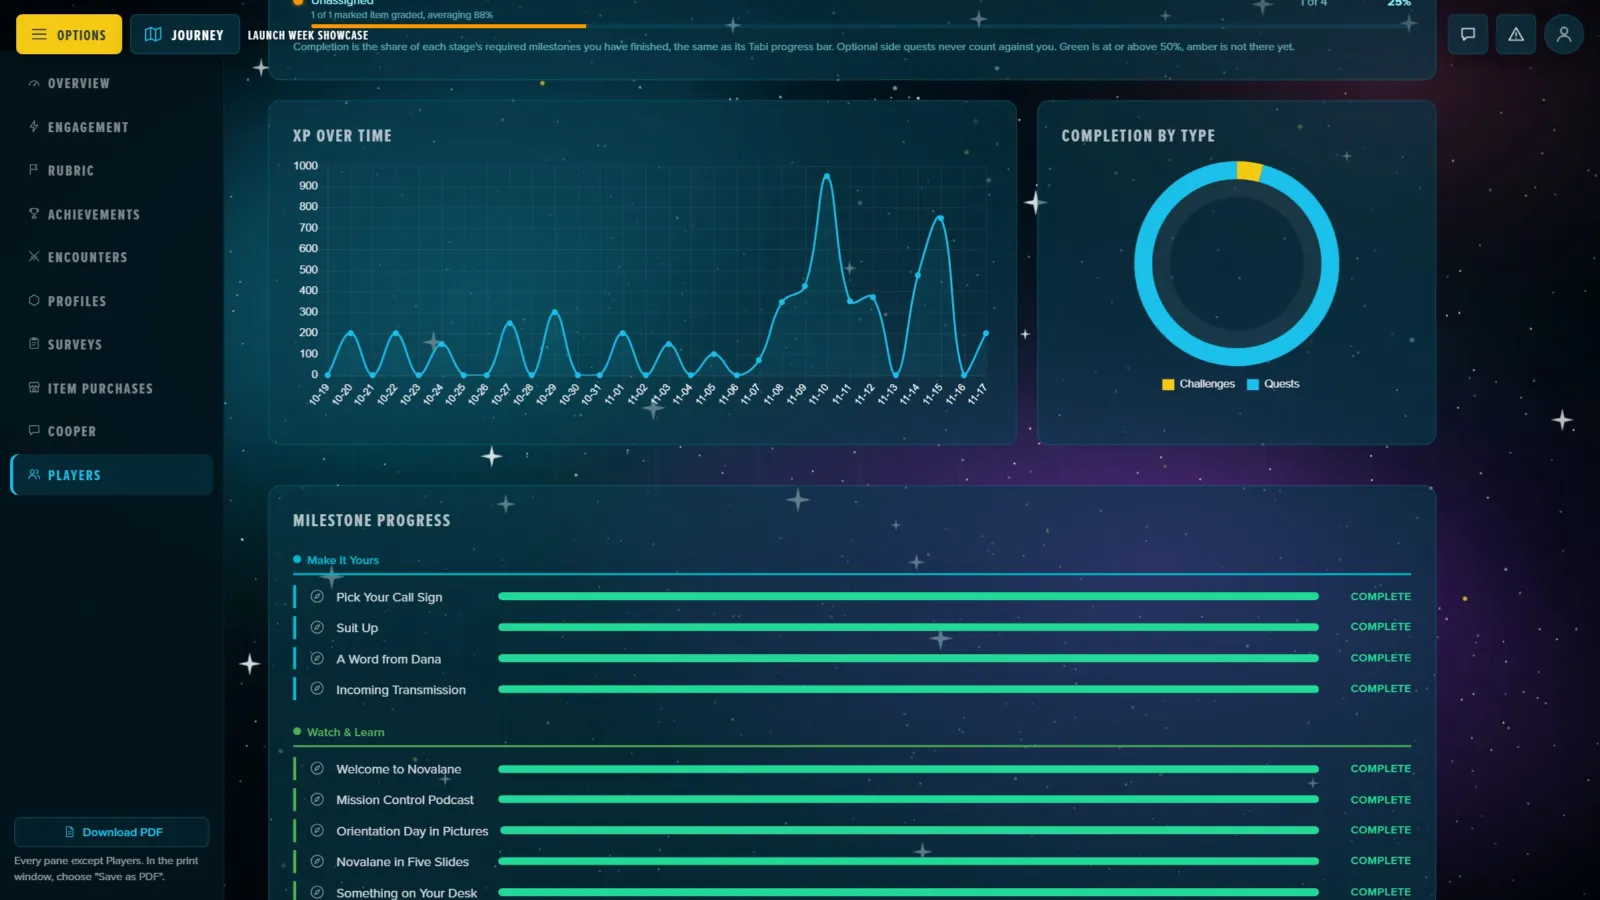 OPTIONS
JOURNEY
LAUNCH WEEK SHOWCASE
OVERVIEW
ENGAGEMENT
RUBRIC
ACHIEVEMENTS
ENCOUNTERS
PROFILES
SURVEYS
ITEM PURCHASES
COOPER
PLAYERS
Download PDF
Every pane except Players. In the print
window, choose "Save as PDF".
Unassigned
1 of 1 marked item graded, averaging 88%
1 of 4
25%
Completion is the share of each stage's required milestones you have finished, the same as its Tabi progress bar. Optional side quests never count against you. Green is at or above 50%, amber is not there yet.
XP OVER TIME
1000
900
800
700
600
500
400
300
200
100
0
10-19 10-20 10-21 10-22 10-23 10-24 10-25 10-26 10-27 10-28 10-29 10-30 10-31 11-01 11-02 11-03 11-04 11-05 11-06 11-07 11-08 11-09 11-10 11-11 11-12 11-13 11-14 11-15 11-16 11-17
COMPLETION BY TYPE
Challenges Quests
MILESTONE PROGRESS
Make It Yours
Pick Your Call Sign COMPLETE
Suit Up COMPLETE
A Word from Dana COMPLETE
Incoming Transmission COMPLETE
Watch & Learn
Welcome to Novalane COMPLETE
Mission Control Podcast COMPLETE
Orientation Day in Pictures COMPLETE
Novalane in Five Slides COMPLETE
Something on Your Desk COMPLETE